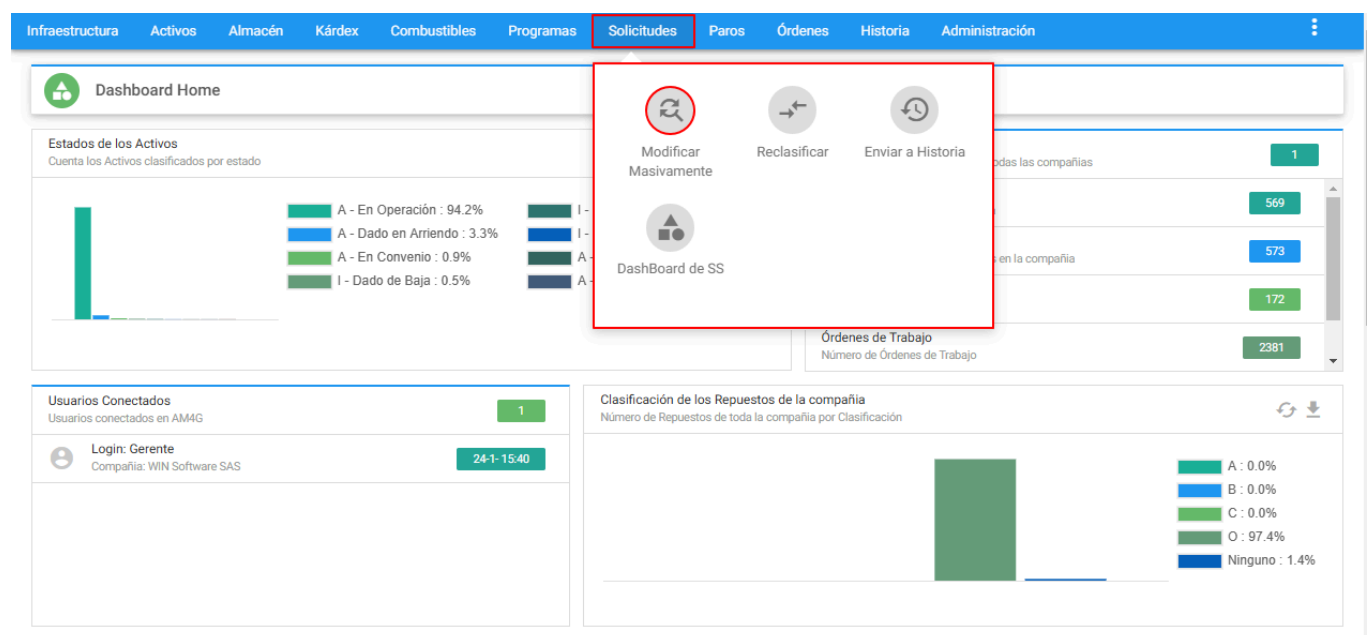 Infraestructura Activos Almacén Kárdex Combustibles Programas Solicitudes Paros Órdenes Historia Administración
Dashboard Home
Modificar
Masivamente
Reclasificar
Enviar a Historia
DashBoard de SS
Estados de los Activos
Cuenta los Activos clasificados por estado
A - En Operación : 94.2%
A - Dado en Arriendo : 3.3%
A - En Convenio : 0.9%
I - Dado de Baja : 0.5%
I -
I -
A -
A -
odas las compañias
1
569
en la compañia
573
172
Órdenes de Trabajo
Número de Órdenes de Trabajo
2381
Usuarios Conectados
Usuarios conectados en AM4G
1
Login: Gerente
Compañia: WIN Software SAS
24-1- 15:40
Clasificación de los Repuestos de la compañia
Número de Repuestos de toda la compañia por Clasificación
A : 0.0%
B : 0.0%
C : 0.0%
O : 97.4%
Ninguno : 1.4%